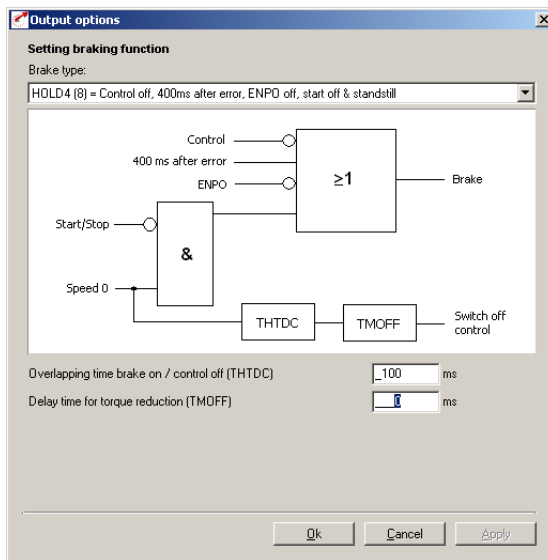 Output options
Setting braking function
Brake type:
HOLD4 (8) = Control off, 400ms after error, ENPO off, start off & standstill
Control
400 ms after error
ENPO
≥1
Brake
Start/Stop
&
Speed 0
THTDC
TMOFF
Switch off
control
Overlapping time brake on / control off (THTDC)
_100 ms
Delay time for torque reduction (TMOFF)
___0 ms
Ok Cancel Apply